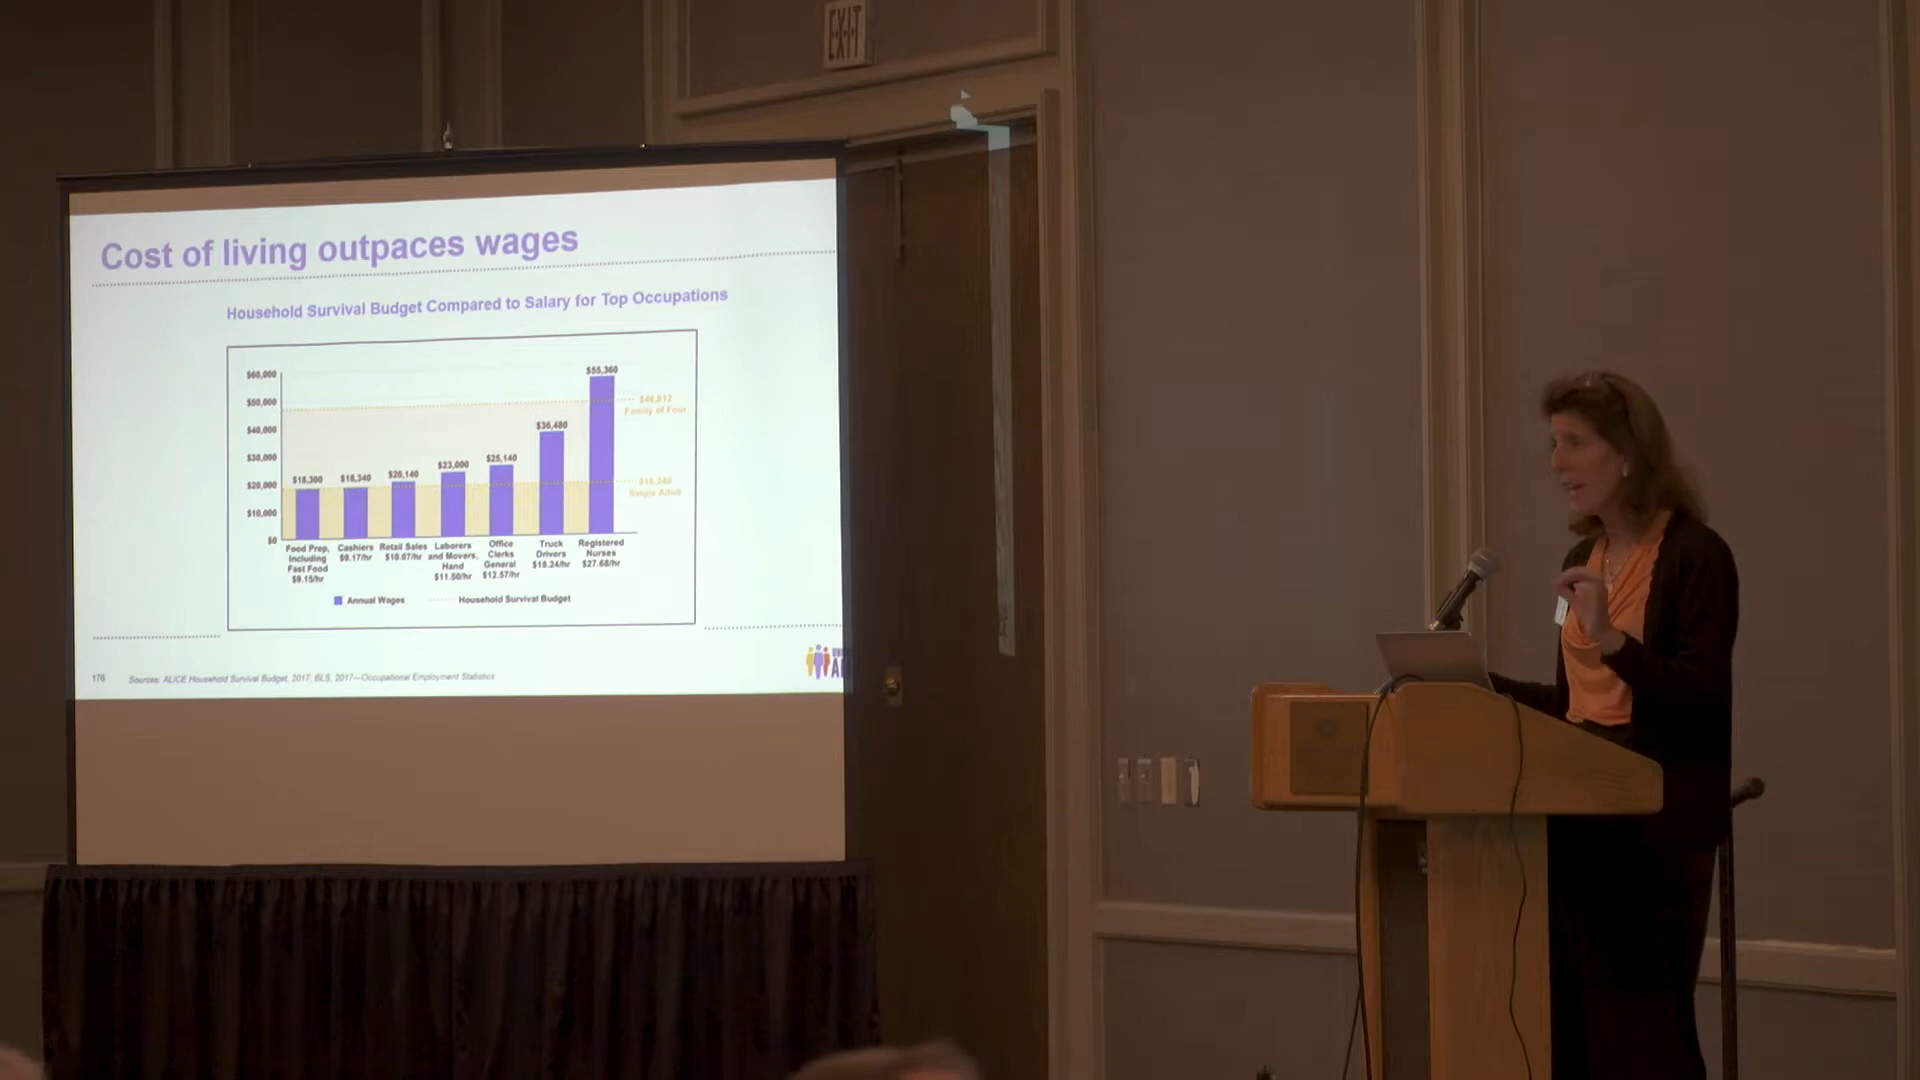 EXIT
Cost of living outpaces wages
Household Survival Budget Compared to Salary for Top Occupations
$60,000
$50,000
$40,000
$30,000
$20,000
$10,000
$0
$18,300
$18,340
$20,140
$23,000
$25,140
$36,480
$55,360
$46,812
Family of Four
Single Adult
Food Prep,
Including
Fast Food
$9.15/hr
Cashiers
$9.17/hr
Retail Sales
$10.07/hr
Laborers
and Movers,
Hand
$11.50/hr
Office
Clerks
General
$12.57/hr
Truck
Drivers
$18.24/hr
Registered
Nurses
$27.68/hr
Annual Wages
Household Survival Budget
176
Sources: ALICE Household Survival Budget, 2017; BLS, 2017—Occupational Employment Statistics